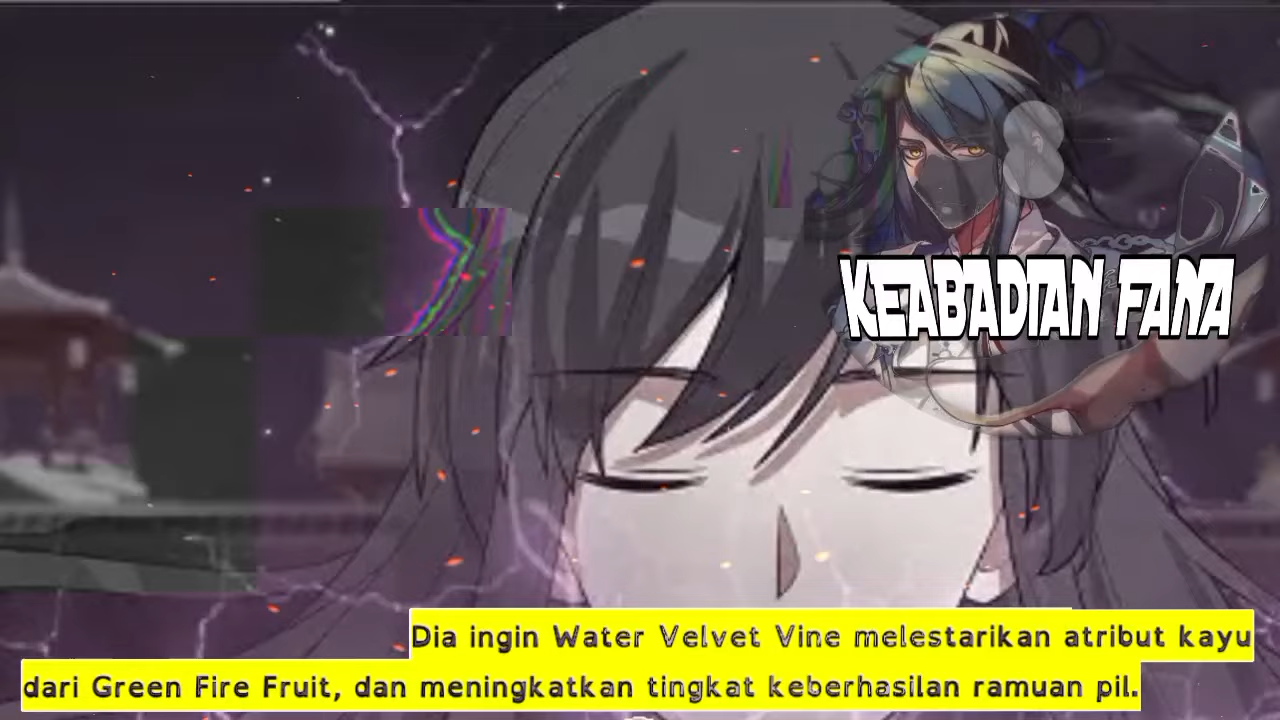 KEABADIAN FANA
Dia ingin Water Velvet Vine melestarikan atribut kayu
dari Green Fire Fruit, dan meningkatkan tingkat keberhasilan ramuan pil.